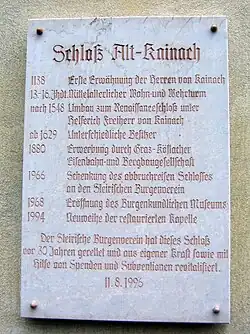 Schloß Alt-Kainach
1138 Erste Erwähnung der Herren von Kainach
13-16.Jhdt. Mittelalterlicher Wohn- und Wehrturm
nach 1548 Umbau zum Renaissanceschloß unter
Helferich Freiherr von Kainach
ab 1629 Unterschiedliche Besitzer
1880 Erwerbung durch Graz-Köflacher
Eisenbahn- und Bergbaugesellschaft
1966 Schenkung des abbruchreifen Schlosses
an den Steirischen Burgenverein
1968 Eröffnung des Burgenkundlichen Museums
1994 Neuweihe der restaurierten Kapelle
Der Steirische Burgenverein hat dieses Schloß
vor 30 Jahren gerettet und aus eigener Kraft sowie mit
Hilfe von Spenden und Subventionen revitalisiert.
11.8.1996